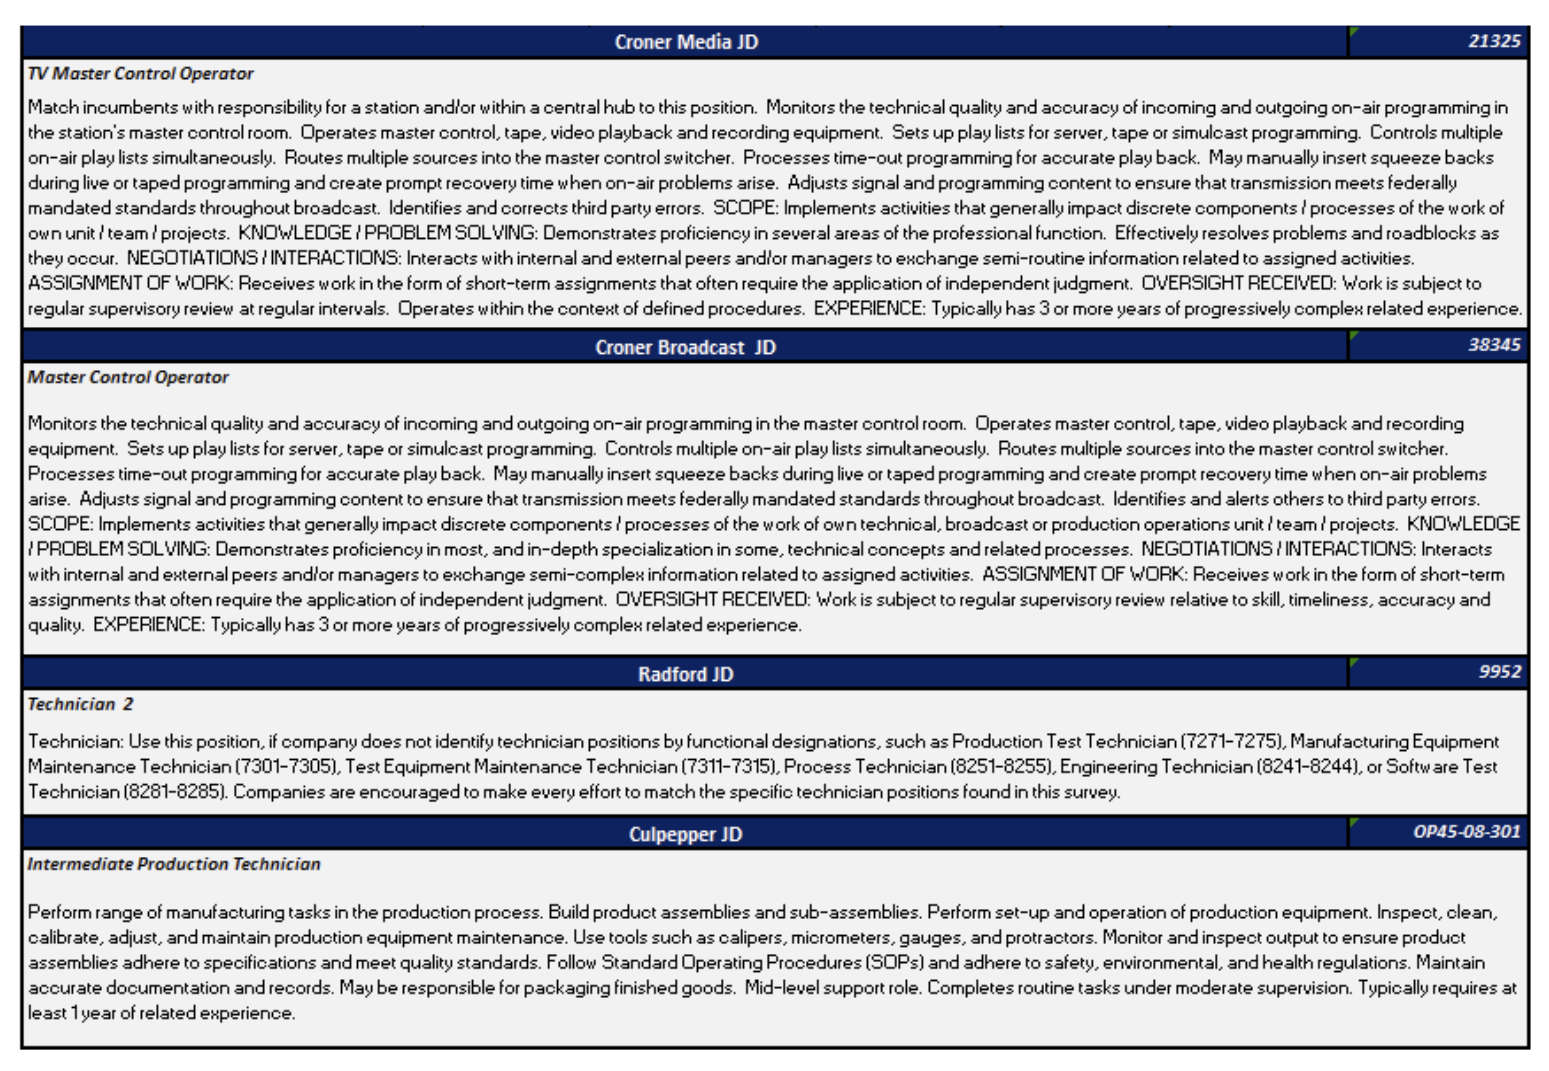 Croner Media JD 21325
TV Master Control Operator
Match incumbents with responsibility for a station and/or within a central hub to this position. Monitors the technical quality and accuracy of incoming and outgoing on-air programming in
the station's master control room. Operates master control, tape, video playback and recording equipment. Sets up play lists for server, tape or simulcast programming. Controls multiple
on-air play lists simultaneously. Routes multiple sources into the master control switcher. Processes time-out programming for accurate play back. May manually insert squeeze backs
during live or taped programming and create prompt recovery time when on-air problems arise. Adjusts signal and programming content to ensure that transmission meets federally
mandated standards throughout broadcast. Identifies and corrects third party errors. SCOPE: Implements activities that generally impact discrete components / processes of the work of
own unit / team / projects. KNOWLEDGE / PROBLEM SOLVING: Demonstrates proficiency in several areas of the professional function. Effectively resolves problems and roadblocks as
they occur. NEGOTIATIONS / INTERACTIONS: Interacts with internal and external peers and/or managers to exchange semi-routine information related to assigned activities.
ASSIGNMENT OF WORK: Receives work in the form of short-term assignments that often require the application of independent judgment. OVERSIGHT RECEIVED: Work is subject to
regular supervisory review at regular intervals. Operates within the context of defined procedures. EXPERIENCE: Typically has 3 or more years of progressively complex related experience.
Croner Broadcast JD 38345
Master Control Operator
Monitors the technical quality and accuracy of incoming and outgoing on-air programming in the master control room. Operates master control, tape, video playback and recording
equipment. Sets up play lists for server, tape or simulcast programming. Controls multiple on-air play lists simultaneously. Routes multiple sources into the master control switcher.
Processes time-out programming for accurate play back. May manually insert squeeze backs during live or taped programming and create prompt recovery time when on-air problems
arise. Adjusts signal and programming content to ensure that transmission meets federally mandated standards throughout broadcast. Identifies and alerts others to third party errors.
SCOPE: Implements activities that generally impact discrete components / processes of the work of own technical, broadcast or production operations unit / team / projects. KNOWLEDGE
/ PROBLEM SOLVING: Demonstrates proficiency in most, and in-depth specialization in some, technical concepts and related processes. NEGOTIATIONS / INTERACTIONS: Interacts
with internal and external peers and/or managers to exchange semi-complex information related to assigned activities. ASSIGNMENT OF WORK: Receives work in the form of short-term
assignments that often require the application of independent judgment. OVERSIGHT RECEIVED: Work is subject to regular supervisory review relative to skill, timeliness, accuracy and
quality. EXPERIENCE: Typically has 3 or more years of progressively complex related experience.
Radford JD 9952
Technician 2
Technician: Use this position, if company does not identify technician positions by functional designations, such as Production Test Technician (7271-7275), Manufacturing Equipment
Maintenance Technician (7301-7305), Test Equipment Maintenance Technician (7311-7315), Process Technician (8251-8255), Engineering Technician (8241-8244), or Software Test
Technician (8281-8285). Companies are encouraged to make every effort to match the specific technician positions found in this survey.
Culpepper JD OP45-08-301
Intermediate Production Technician
Perform range of manufacturing tasks in the production process. Build product assemblies and sub-assemblies. Perform set-up and operation of production equipment. Inspect, clean,
calibrate, adjust, and maintain production equipment maintenance. Use tools such as calipers, micrometers, gauges, and protractors. Monitor and inspect output to ensure product
assemblies adhere to specifications and meet quality standards. Follow Standard Operating Procedures (SOPs) and adhere to safety, environmental, and health regulations. Maintain
accurate documentation and records. May be responsible for packaging finished goods. Mid-level support role. Completes routine tasks under moderate supervision. Typically requires at
least 1 year of related experience.